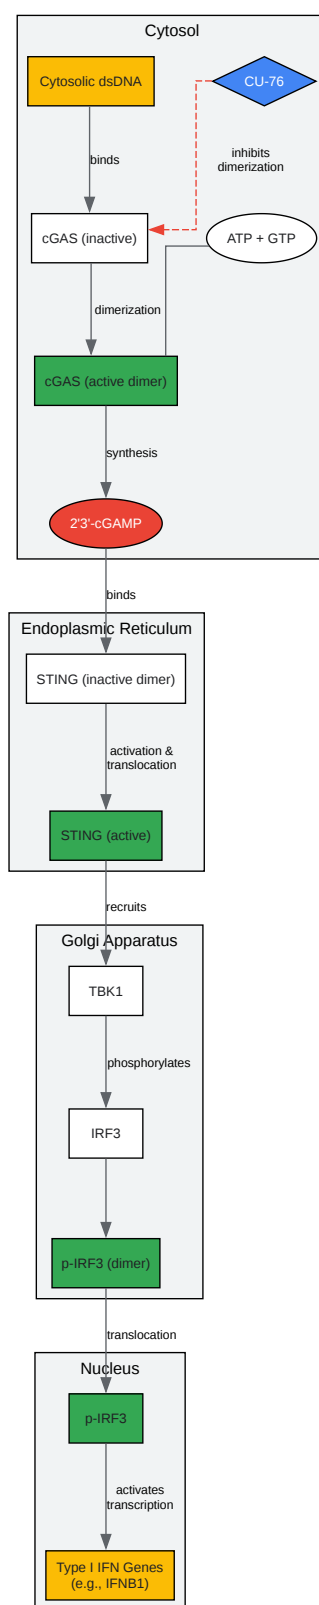 Cytosol
Cytosolic dsDNA
CU-76
binds
inhibits
dimerization
cGAS (inactive)
ATP + GTP
dimerization
cGAS (active dimer)
synthesis
2'3'-cGAMP
binds
Endoplasmic Reticulum
STING (inactive dimer)
activation &
translocation
STING (active)
recruits
Golgi Apparatus
TBK1
phosphorylates
IRF3
p-IRF3 (dimer)
translocation
Nucleus
p-IRF3
activates
transcription
Type I IFN Genes
(e.g., IFNB1)